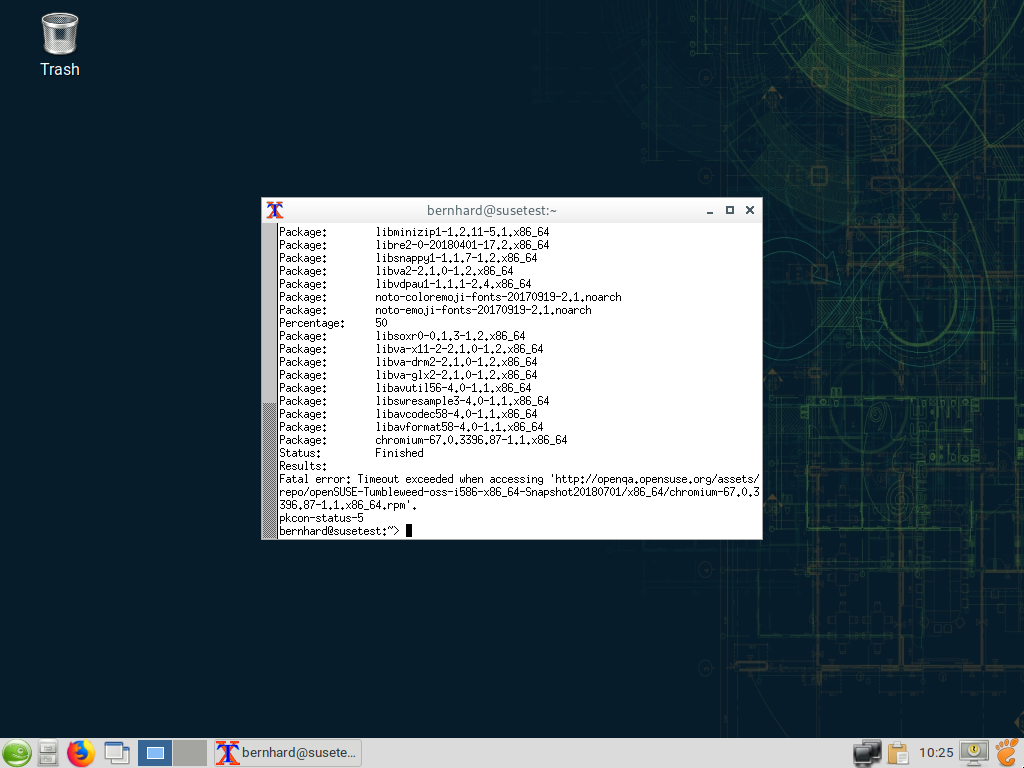 Trash
bernhard@susetest:~
Package: libminizip1-1.2.11-5.1.x86_64
Package: libre2-0-20180401-17.2.x86_64
Package: libsnappy1-1.1.7-1.2.x86_64
Package: libva2-2.1.0-1.2.x86_64
Package: libvdpau1-1.1.1-2.4.x86_64
Package: noto-coloremoji-fonts-20170919-2.1.noarch
Package: noto-emoji-fonts-20170919-2.1.noarch
Percentage: 50
Package: libsoxr0-0.1.3-1.2.x86_64
Package: libva-x11-2-2.1.0-1.2.x86_64
Package: libva-drm2-2.1.0-1.2.x86_64
Package: libva-glx2-2.1.0-1.2.x86_64
Package: libavutil56-4.0-1.1.x86_64
Package: libswresample3-4.0-1.1.x86_64
Package: libavcodec58-4.0-1.1.x86_64
Package: libavformat58-4.0-1.1.x86_64
Package: chromium-67.0.3396.87-1.1.x86_64
Status: Finished
Results:
Fatal error: Timeout exceeded when accessing 'http://openqa.opensuse.org/assets/
repo/openSUSE-Tumbleweed-oss-i586-x86_64-Snapshot20180701/x86_64/chromium-67.0.3
396.87-1.1.x86_64.rpm'.
pkcon-status-5
bernhard@susetest:~>
bernhard@susete...
10:25